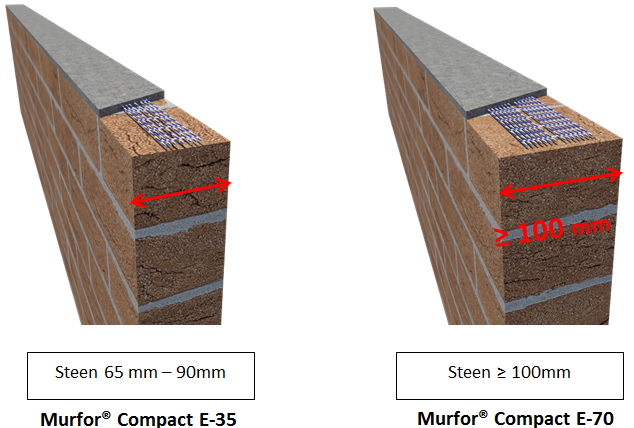 ≥ 100 mm
Steen 65 mm – 90mm
Steen ≥ 100mm
Murfor® Compact E-35
Murfor® Compact E-70